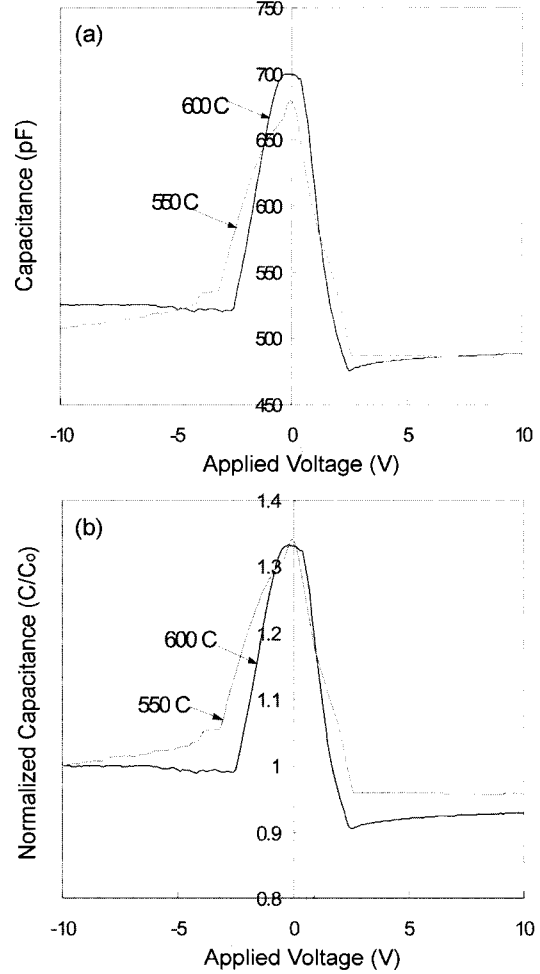 (a)
750
700
600 C
650
550 C
600
550
500
450
Capacitance (pF)
-10 -5 0 5 10
Applied Voltage (V)
(b)
1.4
1.3
1.2
600 C
1.1
550 C
1
0.9
0.8
Normalized Capacitance (C/Co)
-10 -5 0 5 10
Applied Voltage (V)